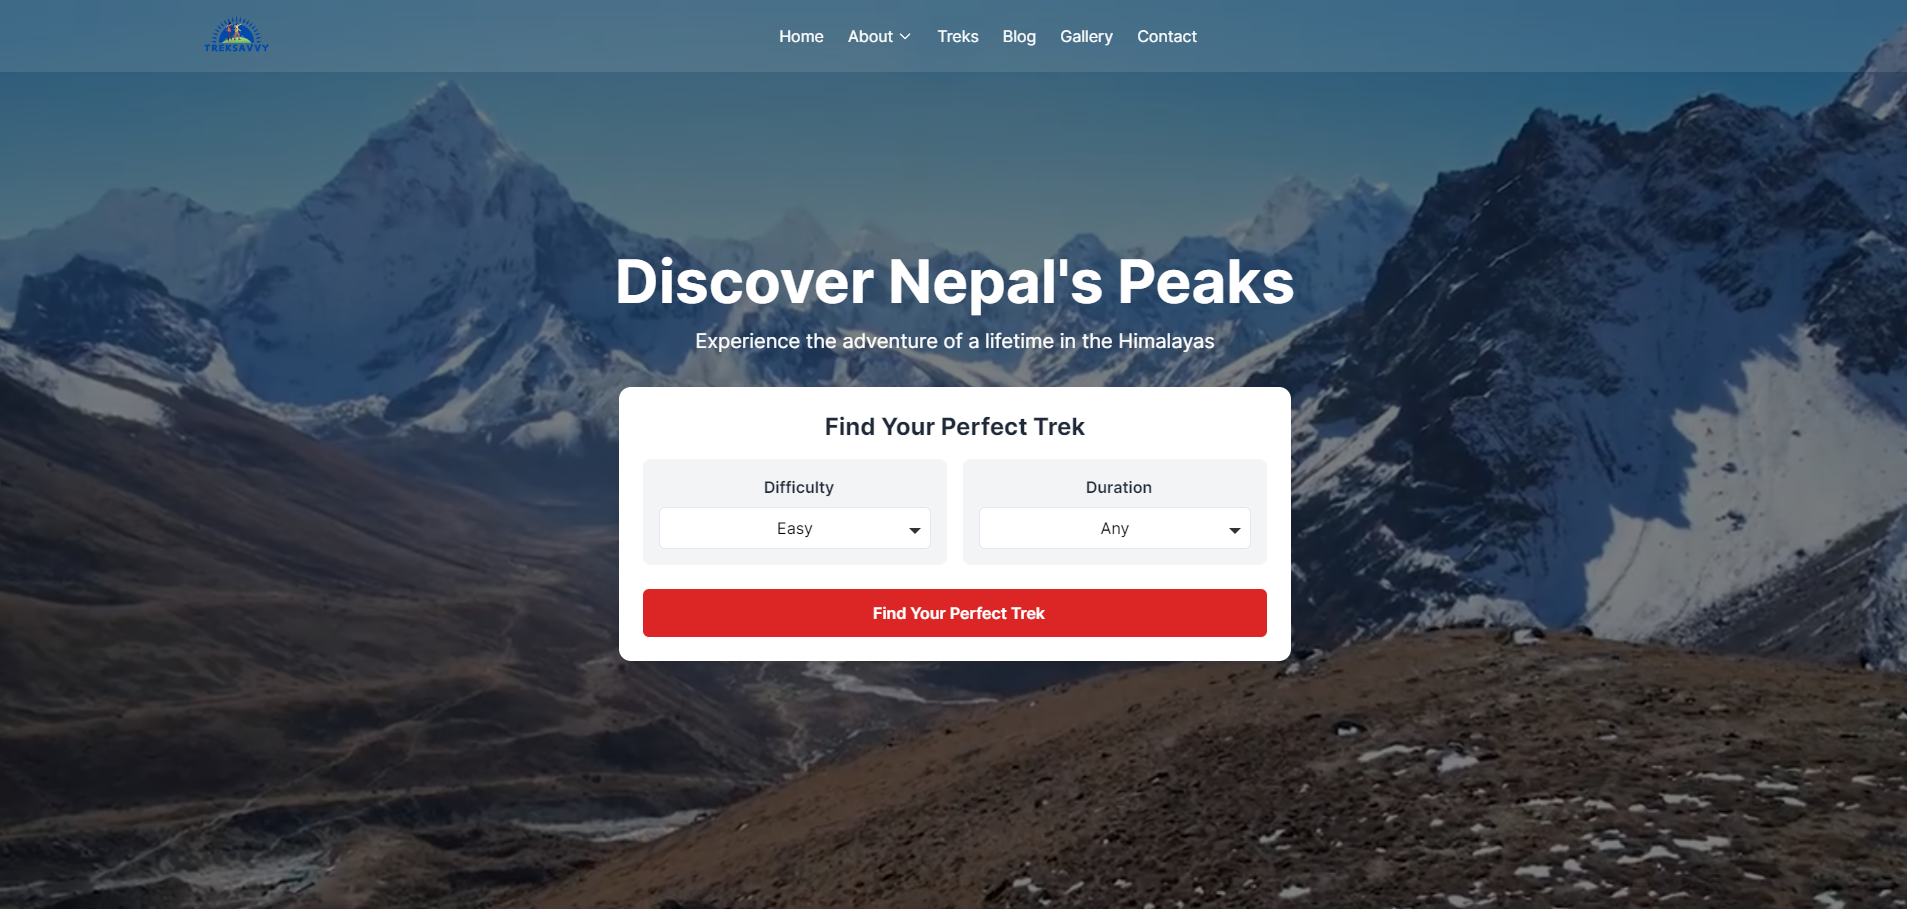 TREKSAVVY
Home About Treks Blog Gallery Contact
Discover Nepal's Peaks
Experience the adventure of a lifetime in the Himalayas
Find Your Perfect Trek
Difficulty
Easy
Duration
Any
Find Your Perfect Trek